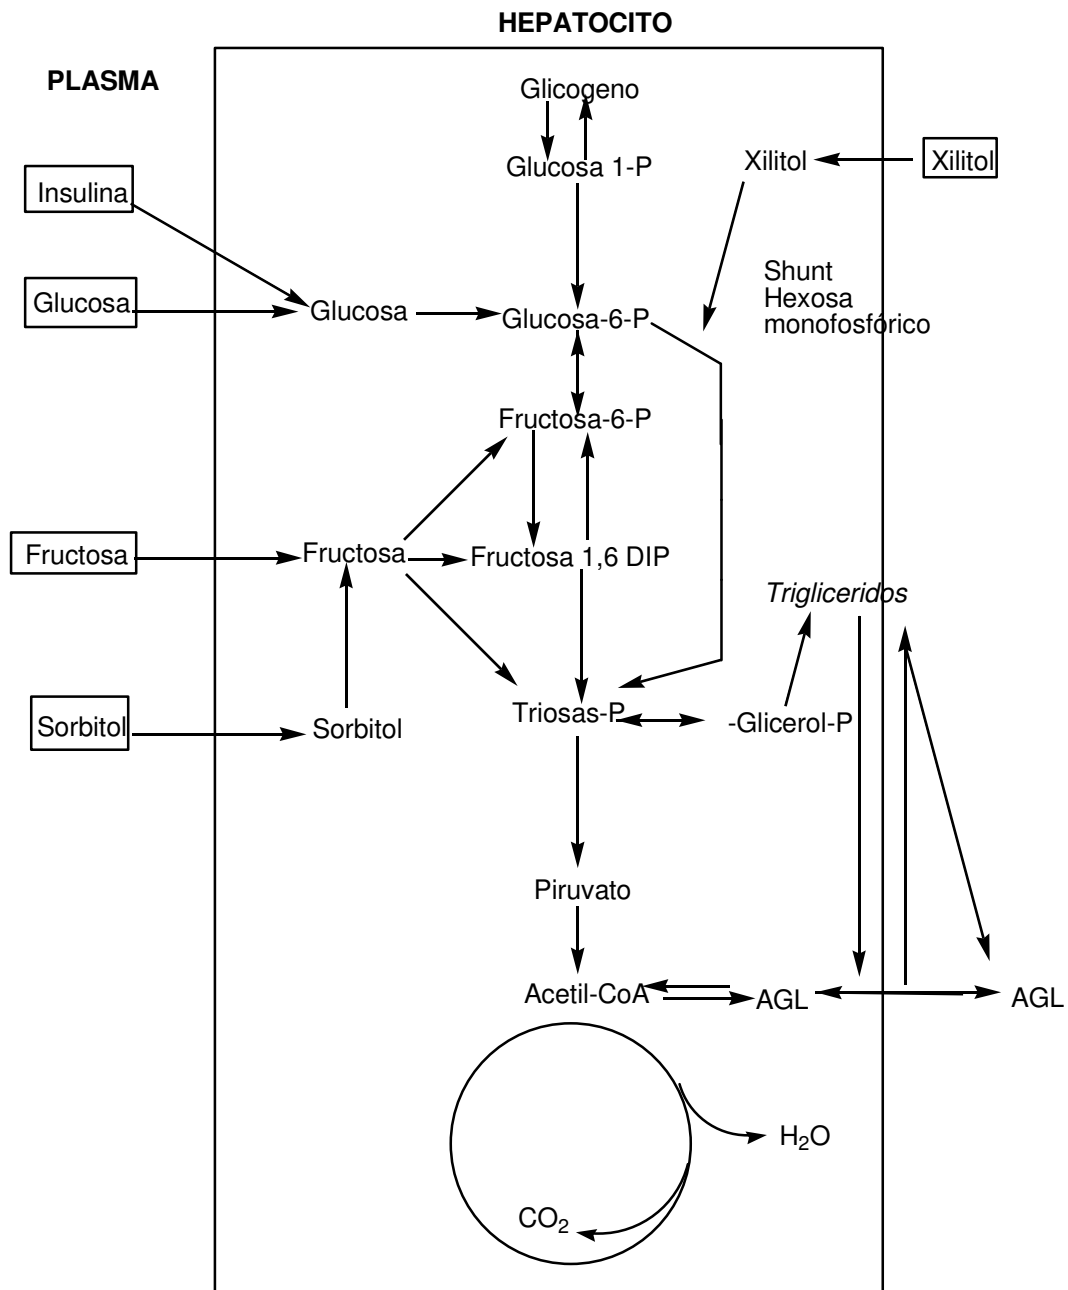 HEPATOCITO
PLASMA
Glicogeno
Glucosa 1-P
Xilitol
Xilitol
Insulina
Shunt
Hexosa
monofosfórico
Glucosa
Glucosa
Glucosa-6-P
Fructosa-6-P
Fructosa
Fructosa
Fructosa 1,6 DIP
Trigliceridos
Sorbitol
Sorbitol
Triosas-P
-Glicerol-P
Piruvato
Acetil-CoA
AGL
AGL
H₂O
CO₂